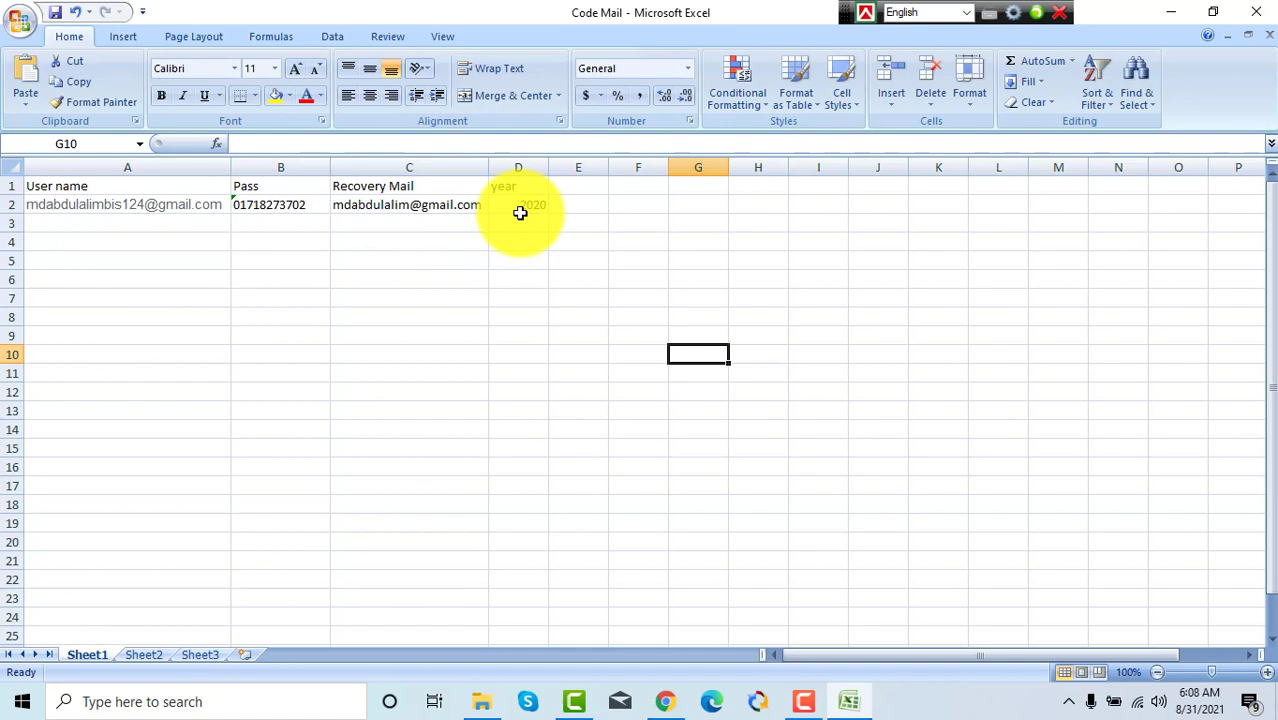 Code Mail - Microsoft Excel
English
Home Insert Page Layout Formulas Data Review View
Paste
Cut
Copy
Format Painter
Clipboard
Calibri 11
B I U
Font
Wrap Text
Merge & Center
Alignment
General
$ % ,
Number
Conditional Formatting
Format as Table
Cell Styles
Styles
Insert Delete Format
Cells
AutoSum
Fill
Clear
Sort & Filter
Find & Select
Editing
G10
fx
A B C D E F G H I J K L M N O P
1 User name Pass Recovery Mail year
2 mdabdulalimbis124@gmail.com 01718273702 mdabdulalim@gmail.com 2020
3
4
5
6
7
8
9
10
11
12
13
14
15
16
17
18
19
20
21
22
23
24
25
Sheet1 Sheet2 Sheet3
Ready 100%
Type here to search
6:08 AM
8/31/2021
9